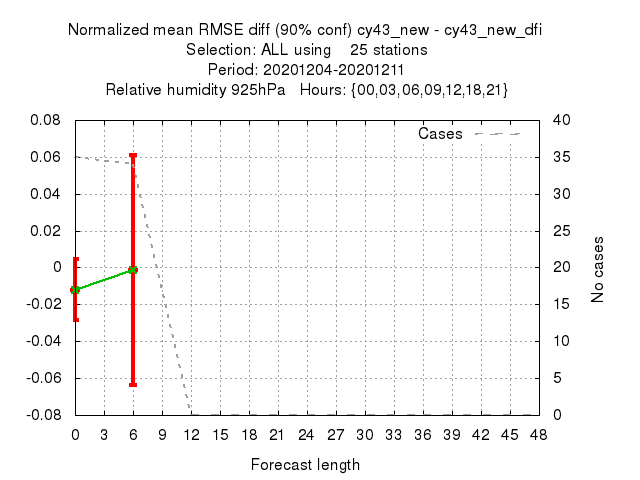 Normalized mean RMSE diff (90% conf) cy43_new - cy43_new_dfi
Selection: ALL using    25 stations
Period: 20201204-20201211
Relative humidity 925hPa   Hours: {00,03,06,09,12,18,21}
Cases
0.08
0.06
0.04
0.02
0
-0.02
-0.04
-0.06
-0.08
40
35
30
25
20
15
10
5
0
No cases
0 3 6 9 12 15 18 21 24 27 30 33 36 39 42 45 48
Forecast length